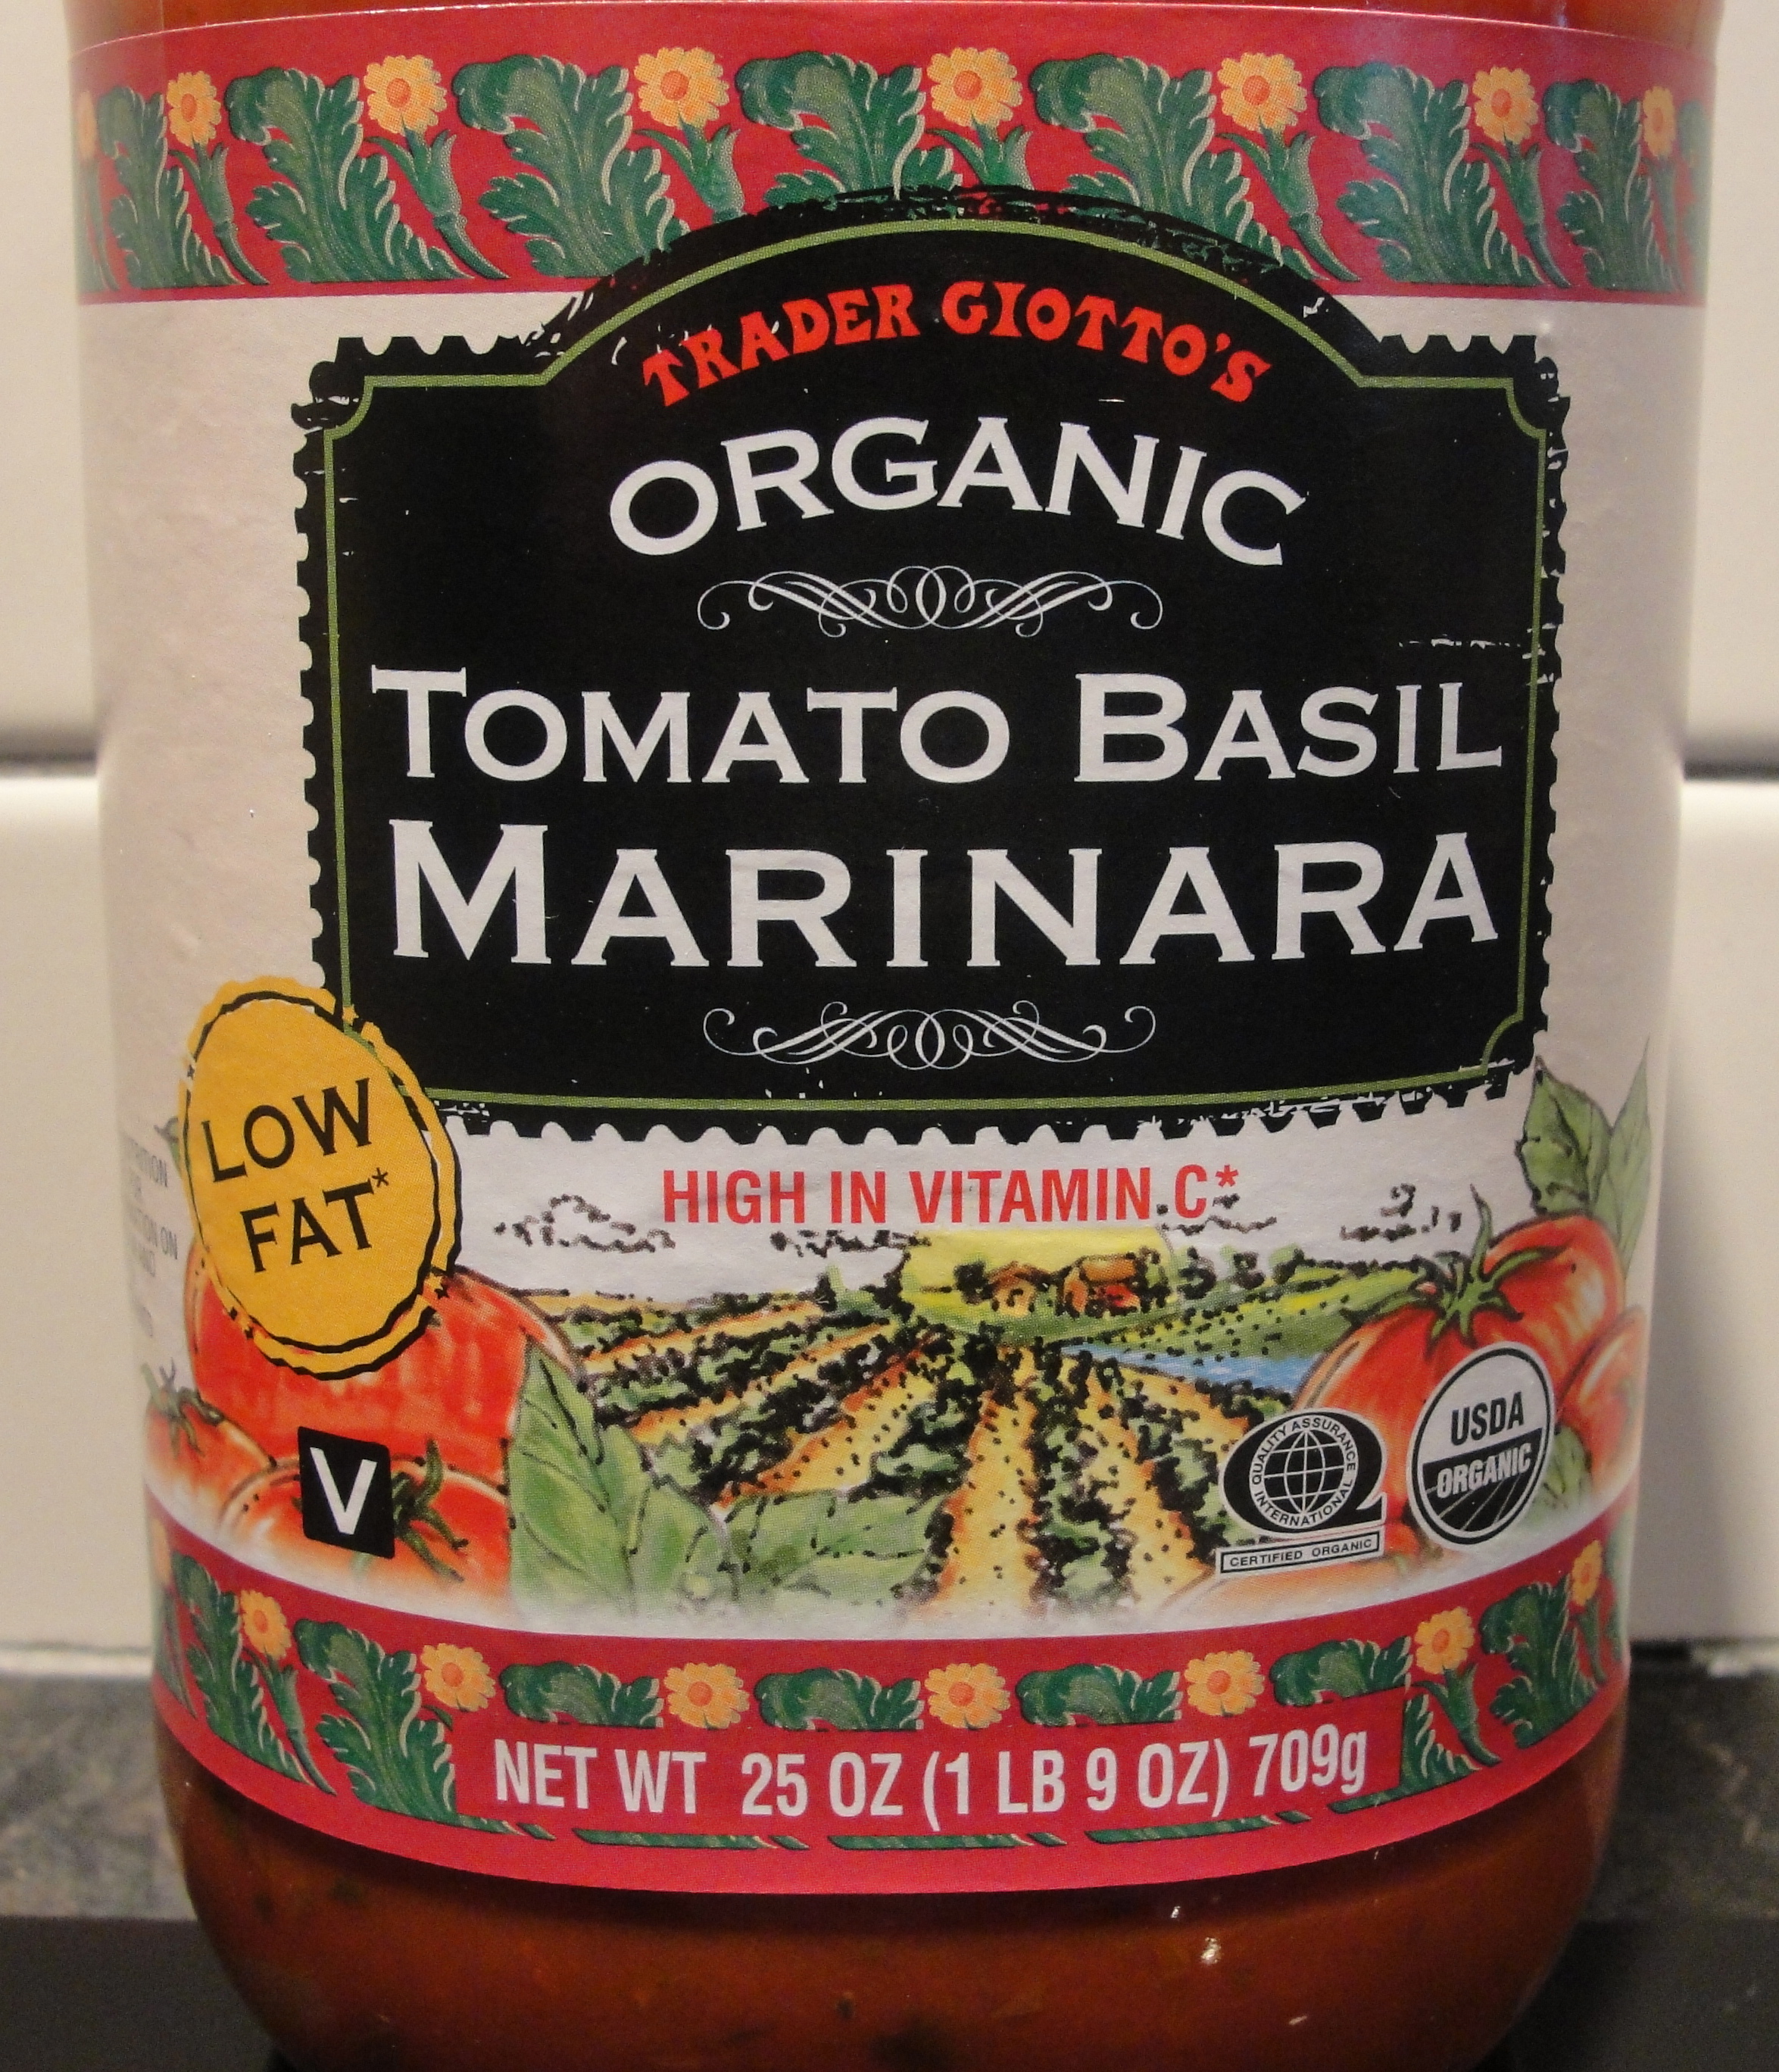 TRADER GIOTTO'S
ORGANIC
TOMATO BASIL
MARINARA
LOW
FAT*
HIGH IN VITAMIN C*
ON
V
QUALITY ASSURANCE
INTERNATIONAL
CERTIFIED ORGANIC
USDA
ORGANIC
NET WT 25 OZ (1 LB 9 OZ) 709g